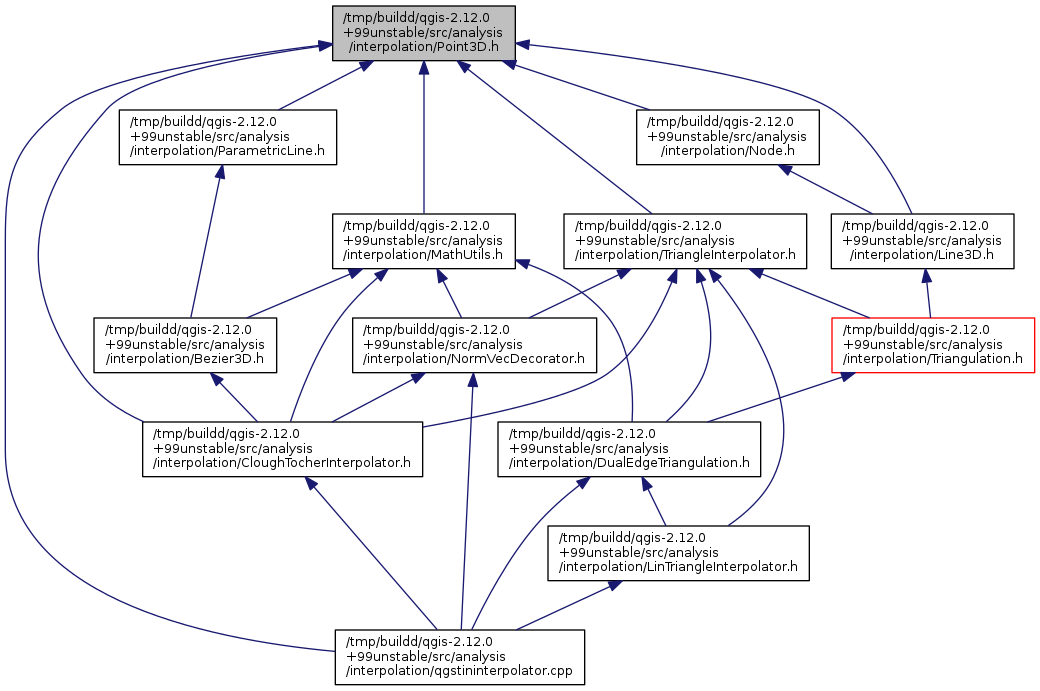 /tmp/buildd/qgis-2.12.0
+99unstable/src/analysis
/interpolation/Point3D.h
/tmp/buildd/qgis-2.12.0
+99unstable/src/analysis
/interpolation/ParametricLine.h
/tmp/buildd/qgis-2.12.0
+99unstable/src/analysis
/interpolation/Node.h
/tmp/buildd/qgis-2.12.0
+99unstable/src/analysis
/interpolation/MathUtils.h
/tmp/buildd/qgis-2.12.0
+99unstable/src/analysis
/interpolation/TriangleInterpolator.h
/tmp/buildd/qgis-2.12.0
+99unstable/src/analysis
/interpolation/Line3D.h
/tmp/buildd/qgis-2.12.0
+99unstable/src/analysis
/interpolation/Bezier3D.h
/tmp/buildd/qgis-2.12.0
+99unstable/src/analysis
/interpolation/NormVecDecorator.h
/tmp/buildd/qgis-2.12.0
+99unstable/src/analysis
/interpolation/Triangulation.h
/tmp/buildd/qgis-2.12.0
+99unstable/src/analysis
/interpolation/CloughTocherInterpolator.h
/tmp/buildd/qgis-2.12.0
+99unstable/src/analysis
/interpolation/DualEdgeTriangulation.h
/tmp/buildd/qgis-2.12.0
+99unstable/src/analysis
/interpolation/LinTriangleInterpolator.h
/tmp/buildd/qgis-2.12.0
+99unstable/src/analysis
/interpolation/qgstininterpolator.cpp